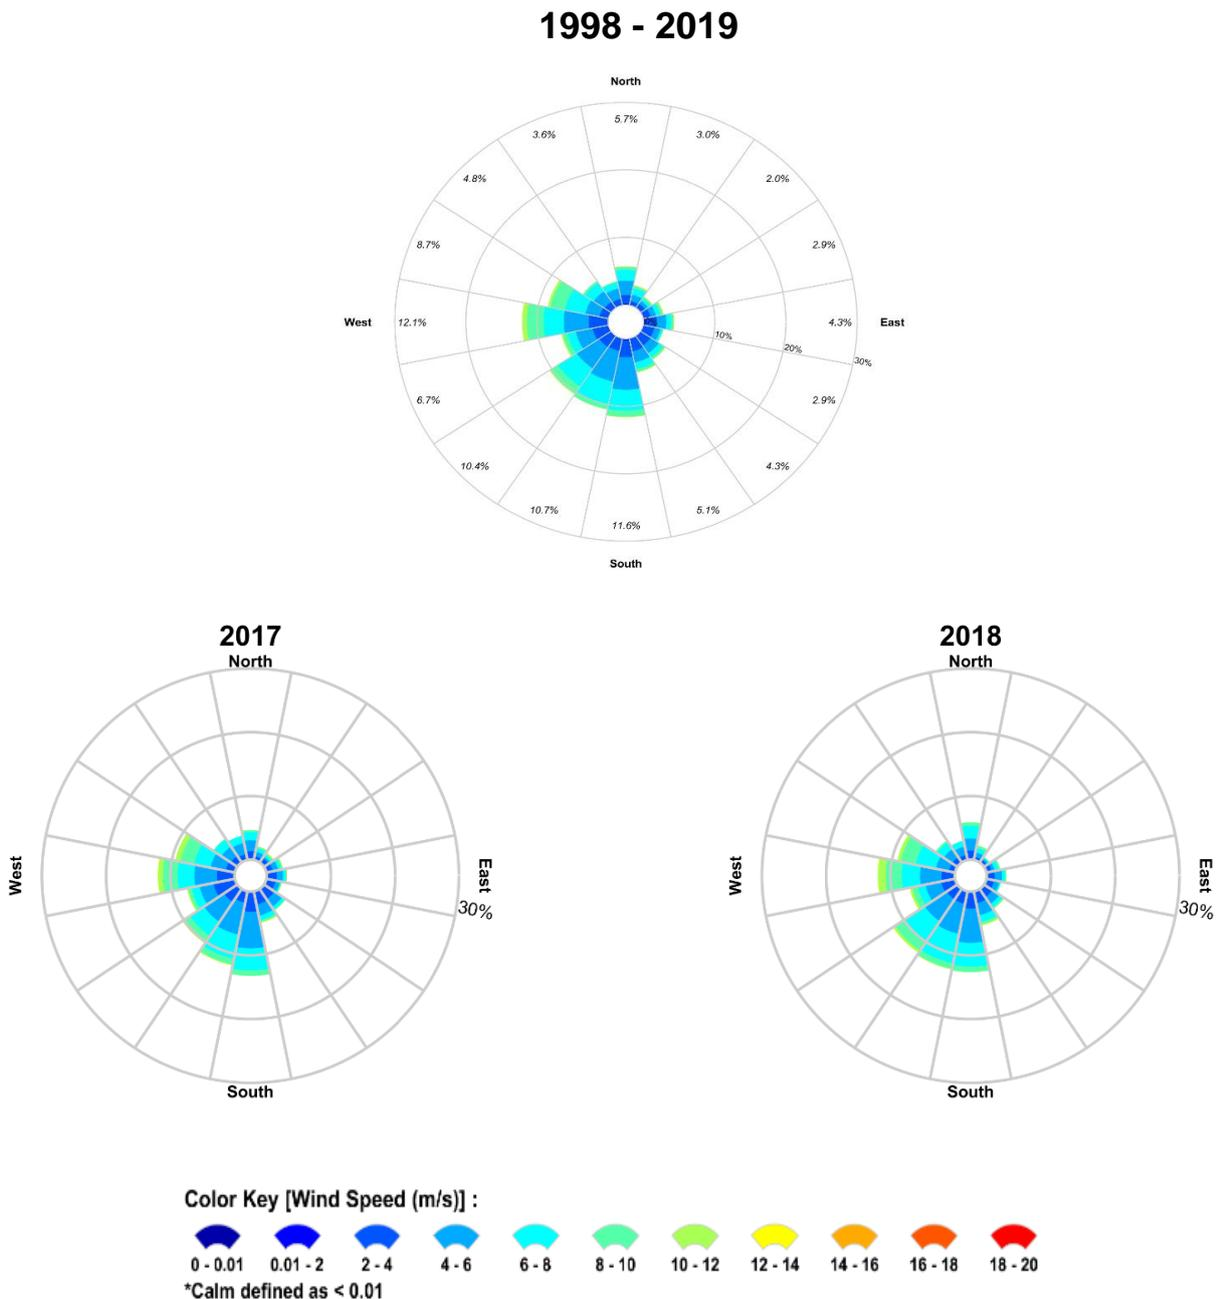 1998 - 2019
North
5.7%
3.6%
3.0%
4.8%
2.0%
8.7%
2.9%
West
12.1%
4.3%
East
10%
20%
30%
6.7%
2.9%
10.4%
4.3%
10.7%
5.1%
11.6%
South
2017
North
West
East
30%
South
2018
North
West
East
30%
South
Color Key [Wind Speed (m/s)] :
0 - 0.01 0.01 - 2 2 - 4 4 - 6 6 - 8 8 - 10 10 - 12 12 - 14 14 - 16 16 - 18 18 - 20
*Calm defined as < 0.01